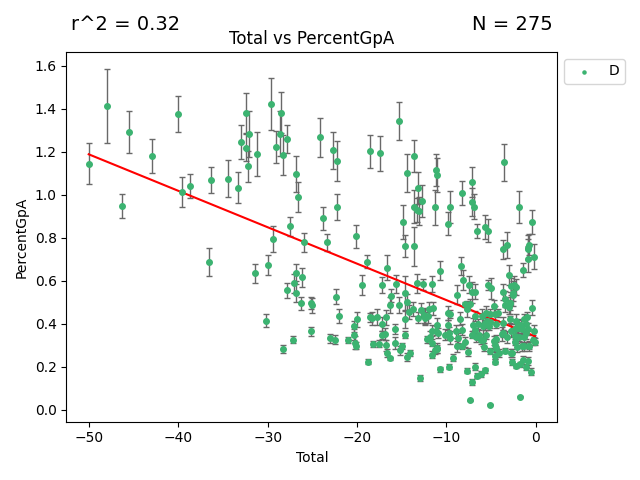 r^2 = 0.32 N = 275
Total vs PercentGpA
D
PercentGpA
1.6
1.4
1.2
1.0
0.8
0.6
0.4
0.2
0.0
−50 −40 −30 −20 −10 0
Total